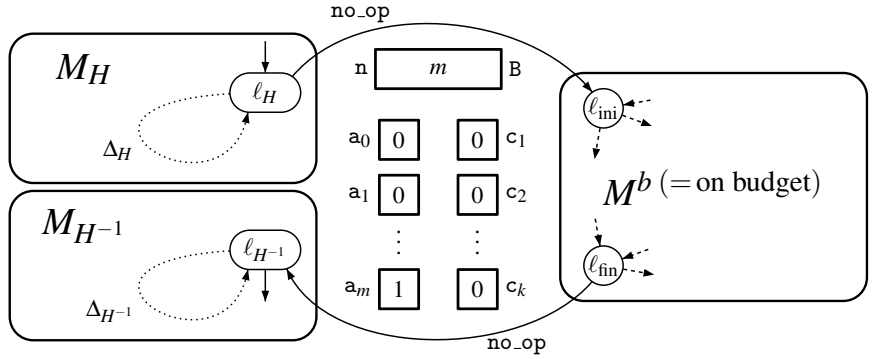 no_op
M_H
ℓ_H
Δ_H
n m B
a_0 0 0 c_1
a_1 0 0 c_2
⋮ ⋮
a_m 1 0 c_k
ℓ_ini
M^b (= on budget)
ℓ_fin
M_{H^{-1}}
ℓ_{H^{-1}}
Δ_{H^{-1}}
no_op